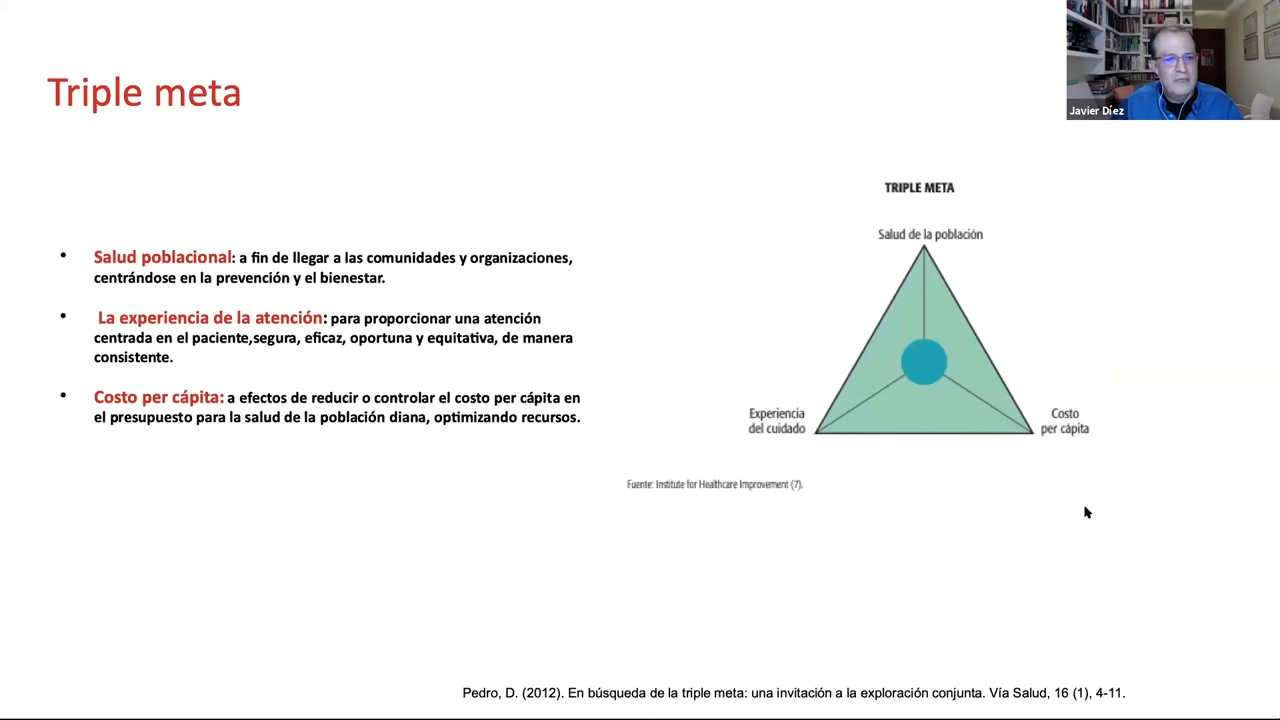 Javier Díez
Triple meta
• Salud poblacional: a fin de llegar a las comunidades y organizaciones,
centrándose en la prevención y el bienestar.
• La experiencia de la atención: para proporcionar una atención
centrada en el paciente,segura, eficaz, oportuna y equitativa, de manera
consistente.
• Costo per cápita: a efectos de reducir o controlar el costo per cápita en
el presupuesto para la salud de la población diana, optimizando recursos.
TRIPLE META
Salud de la población
Experiencia
del cuidado
Costo
per cápita
Fuente: Institute for Healthcare Improvement (7).
Pedro, D. (2012). En búsqueda de la triple meta: una invitación a la exploración conjunta. Vía Salud, 16 (1), 4-11.